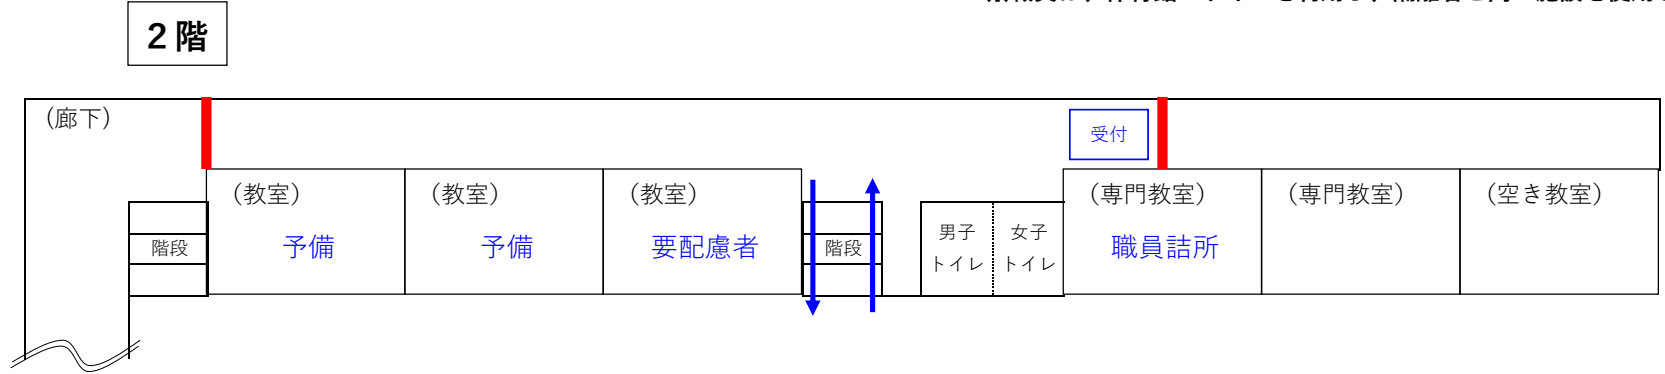 2階
(廊下)
受付
(教室)
(教室)
(教室)
(専門教室)
(専門教室)
(空き教室)
階段
予備
予備
要配慮者
階段
男子
トイレ
女子
トイレ
職員詰所